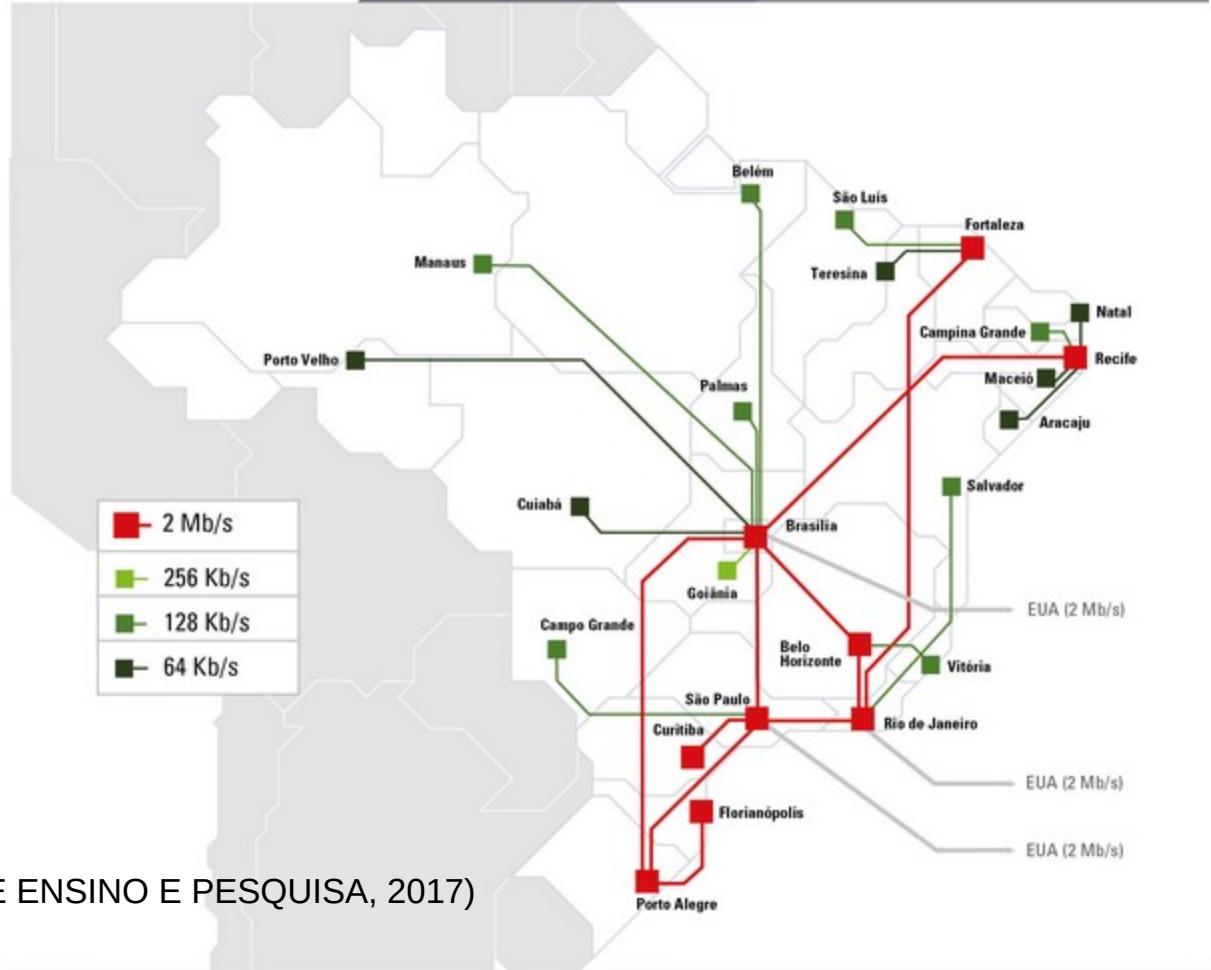 Belém
São Luís
Fortaleza
Manaus
Teresina
Natal
Campina Grande
Porto Velho
Recife
Maceió
Palmas
Aracaju
Salvador
Cuiabá
Brasília
2 Mb/s
256 Kb/s
Goiânia
EUA (2 Mb/s)
128 Kb/s
Campo Grande
Belo
Horizonte
64 Kb/s
Vitória
São Paulo
Rio de Janeiro
Curitiba
EUA (2 Mb/s)
Florianópolis
EUA (2 Mb/s)
E ENSINO E PESQUISA, 2017)
Porto Alegre